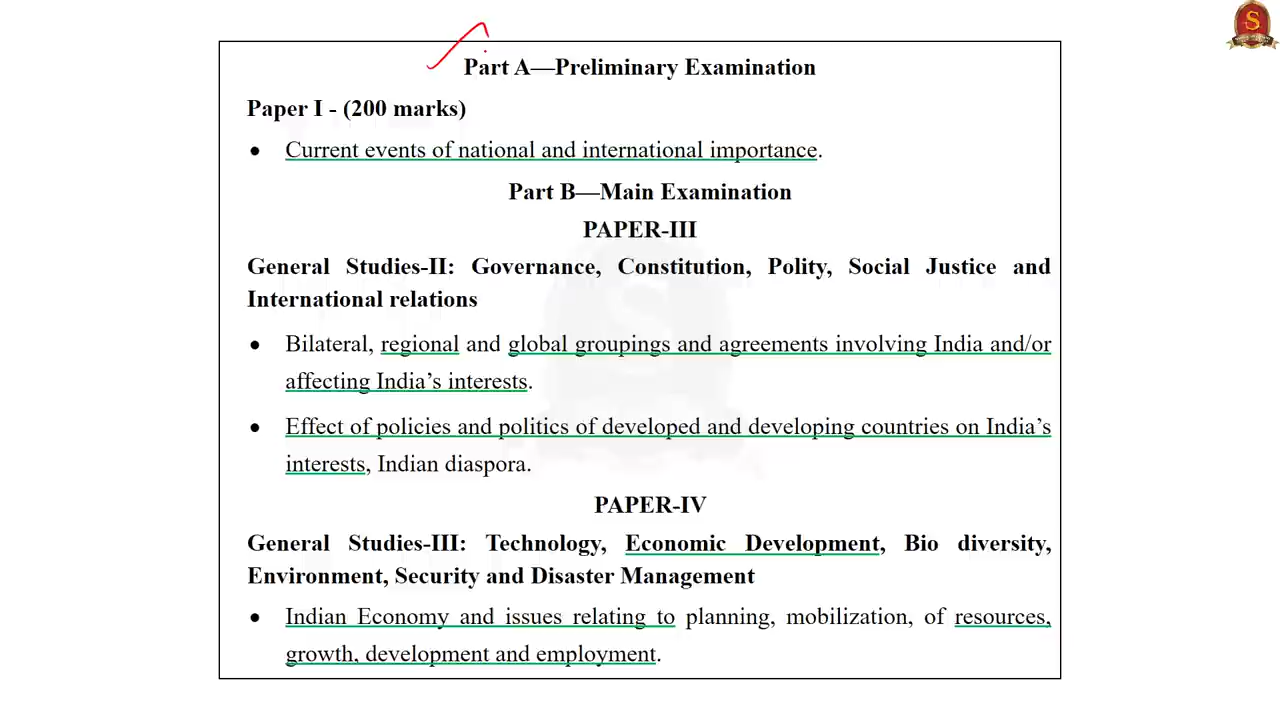 Part A—Preliminary Examination
Paper I - (200 marks)
• Current events of national and international importance.
Part B—Main Examination
PAPER-III
General Studies-II: Governance, Constitution, Polity, Social Justice and
International relations
• Bilateral, regional and global groupings and agreements involving India and/or
affecting India’s interests.
• Effect of policies and politics of developed and developing countries on India’s
interests, Indian diaspora.
PAPER-IV
General Studies-III: Technology, Economic Development, Bio diversity,
Environment, Security and Disaster Management
• Indian Economy and issues relating to planning, mobilization, of resources,
growth, development and employment.